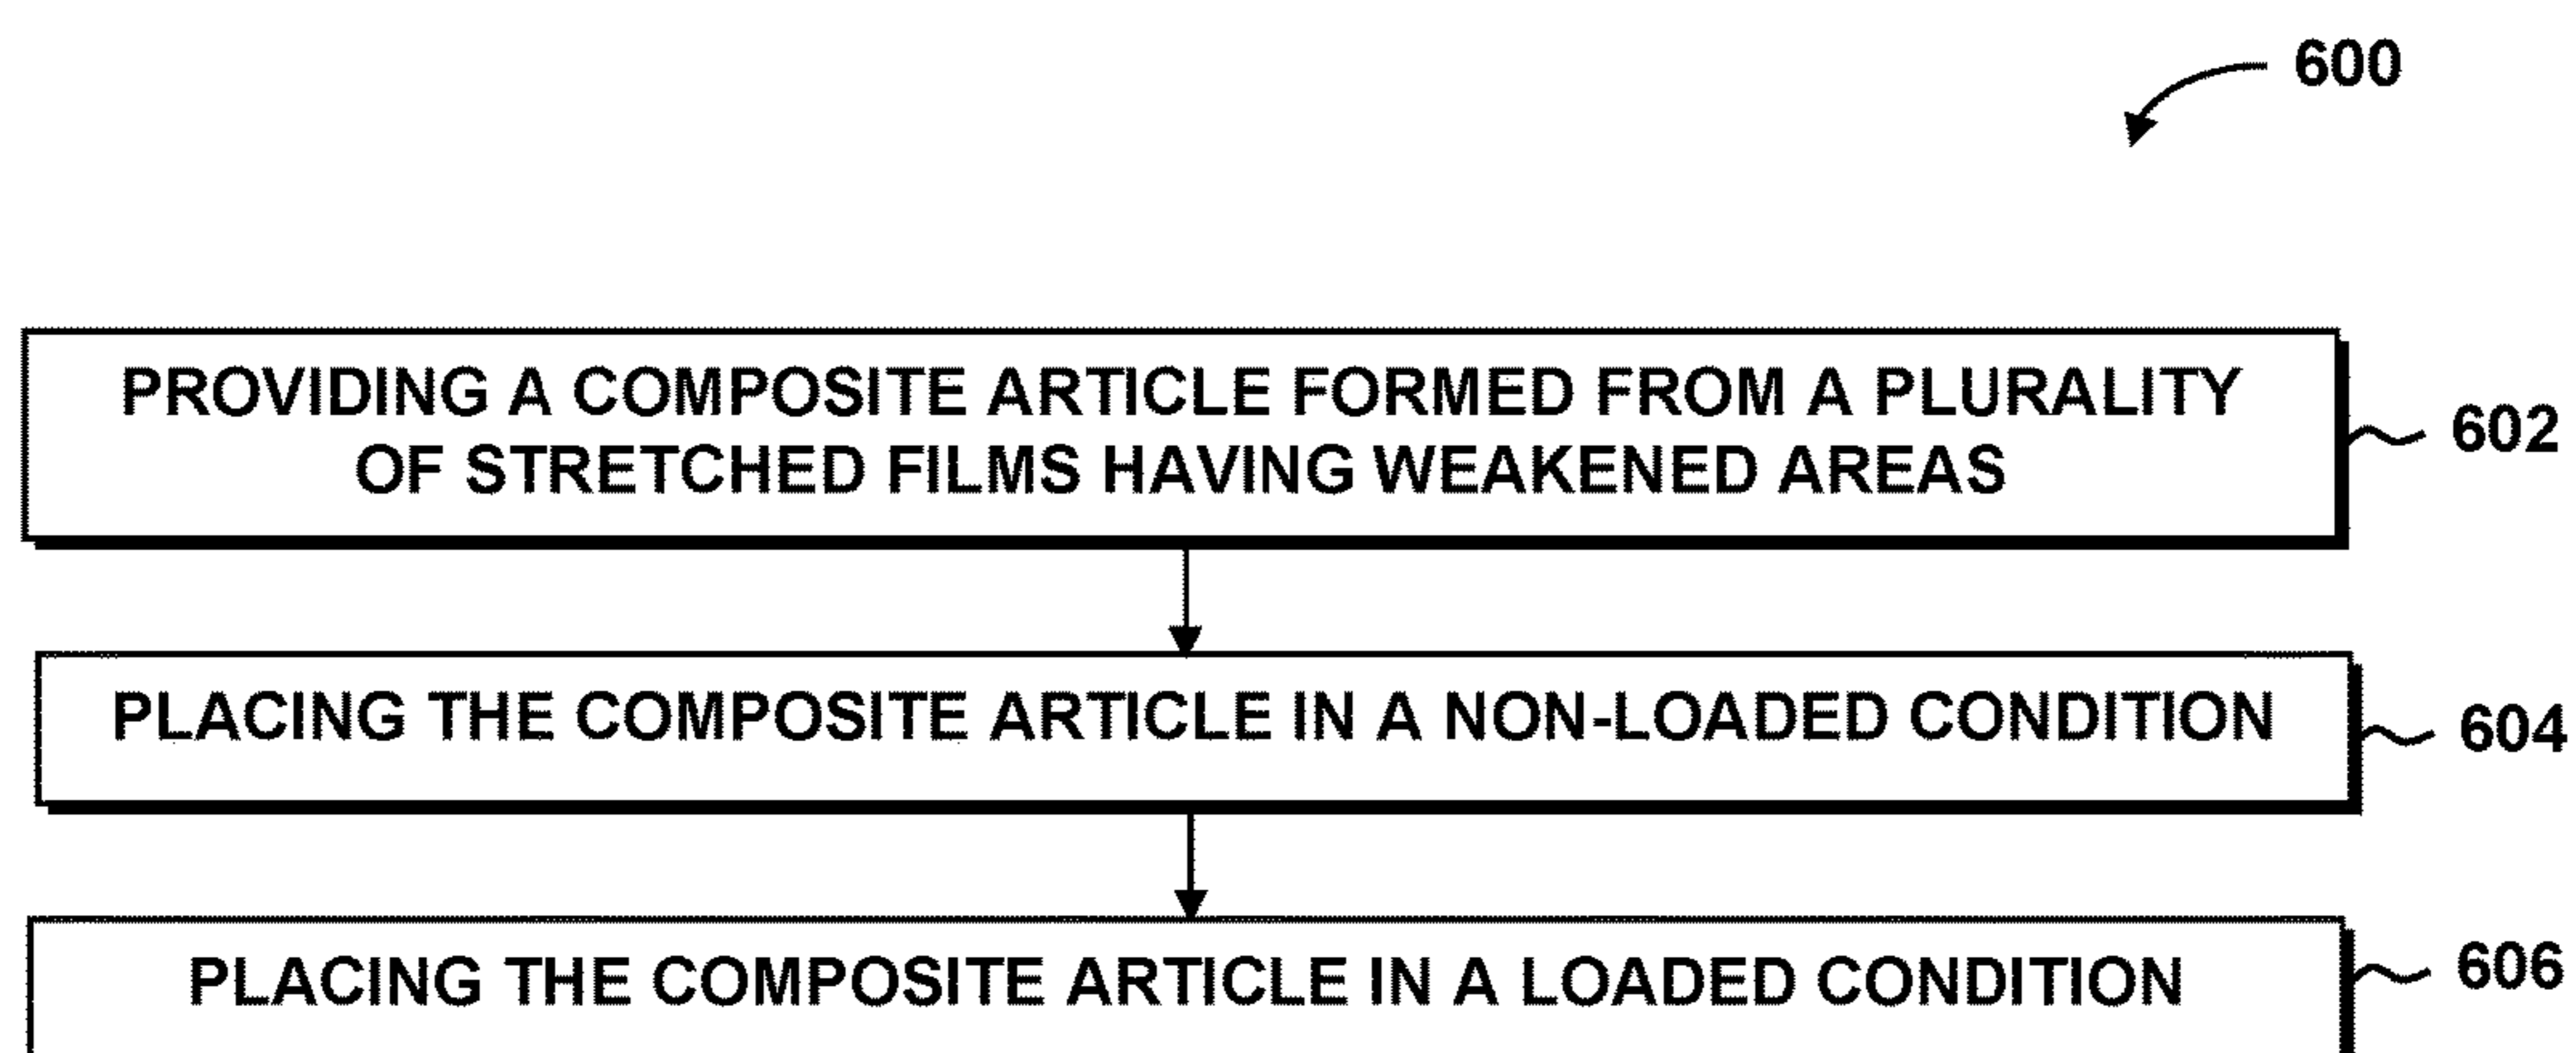 600
PROVIDING A COMPOSITE ARTICLE FORMED FROM A PLURALITY
OF STRETCHED FILMS HAVING WEAKENED AREAS
602
PLACING THE COMPOSITE ARTICLE IN A NON-LOADED CONDITION
604
PLACING THE COMPOSITE ARTICLE IN A LOADED CONDITION
606